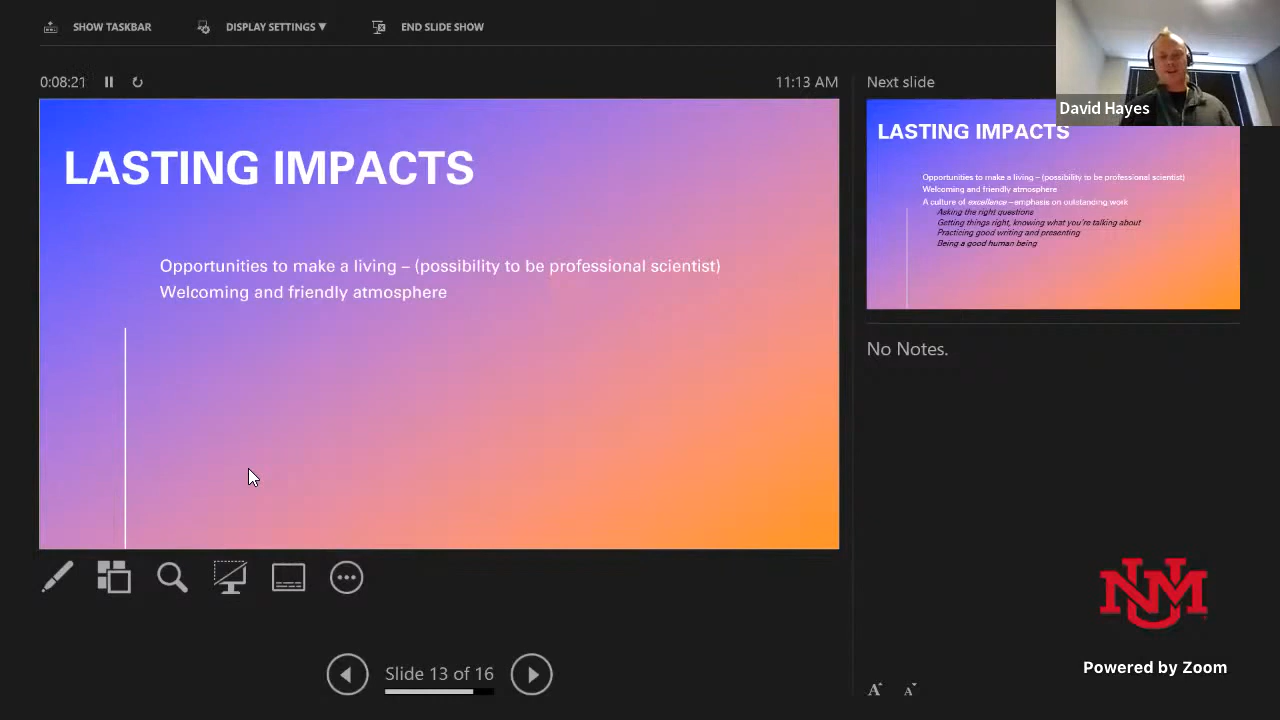 SHOW TASKBAR
DISPLAY SETTINGS ▼
END SLIDE SHOW
0:08:21
11:13 AM
LASTING IMPACTS
Opportunities to make a living – (possibility to be professional scientist)
Welcoming and friendly atmosphere
Next slide
David Hayes
LASTING IMPACTS
Opportunities to make a living – (possibility to be professional scientist)
Welcoming and friendly atmosphere
A culture of excellence –emphasis on outstanding work
Asking the right questions
Getting things right, knowing what you're talking about
Practicing good writing and presenting
Being a good human being
No Notes.
Slide 13 of 16
A A
UNM
Powered by Zoom